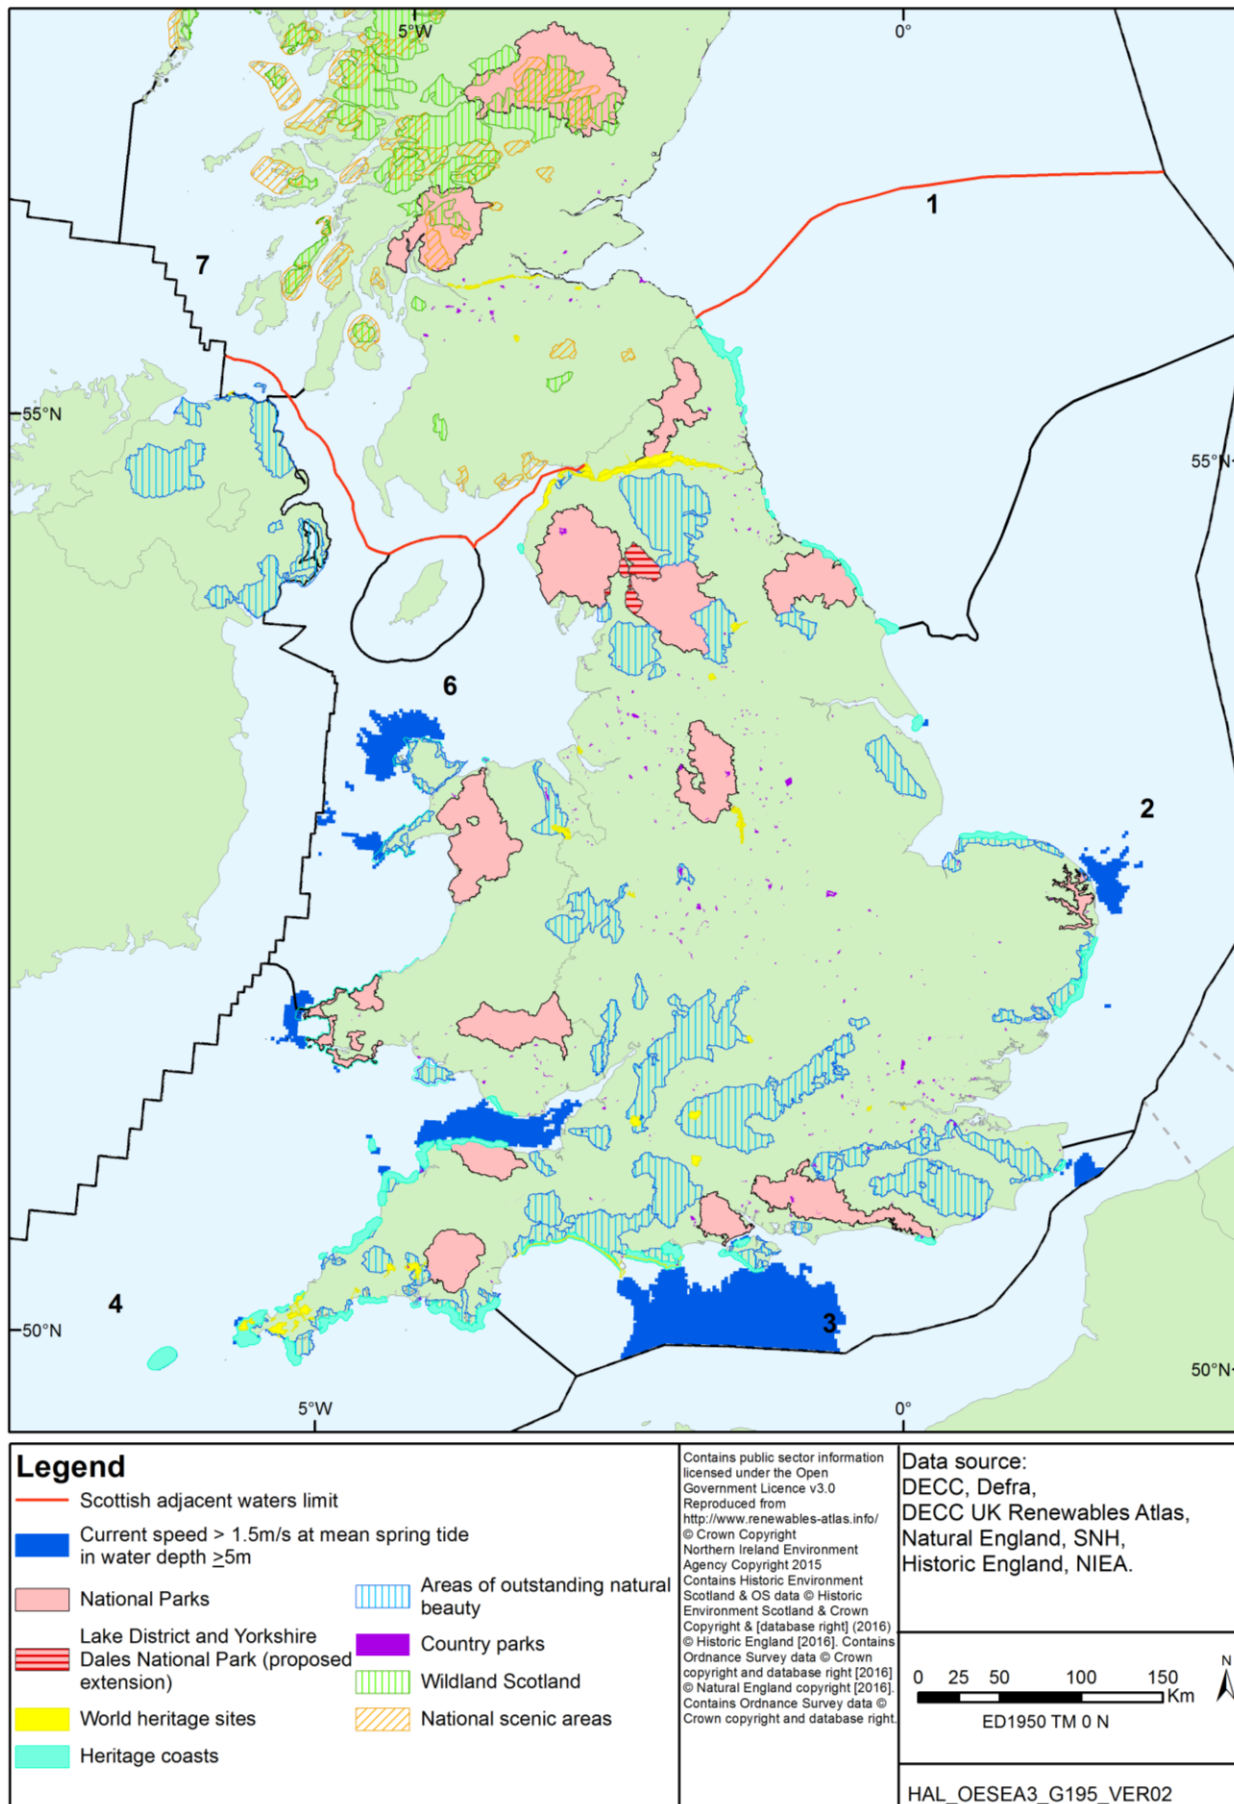 5°W
0°
1
7
55°N
55°N
6
2
4
3
50°N
50°N
5°W
0°
Legend
Scottish adjacent waters limit
Current speed > 1.5m/s at mean spring tide
in water depth ≥5m
National Parks
Lake District and Yorkshire
Dales National Park (proposed
extension)
World heritage sites
Heritage coasts
Areas of outstanding natural
beauty
Country parks
Wildland Scotland
National scenic areas
Contains public sector information
licensed under the Open
Government Licence v3.0
Reproduced from
http://www.renewables-atlas.info/
© Crown Copyright
Northern Ireland Environment
Agency Copyright 2015
Contains Historic Environment
Scotland & OS data © Historic
Environment Scotland & Crown
Copyright & [database right] (2016)
© Historic England [2016]. Contains
Ordnance Survey data © Crown
copyright and database right [2016]
© Natural England copyright [2016].
Contains Ordnance Survey data ©
Crown copyright and database right.
Data source:
DECC, Defra,
DECC UK Renewables Atlas,
Natural England, SNH,
Historic England, NIEA.
0 25 50 100 150
Km
N
ED1950 TM 0 N
HAL_OESEA3_G195_VER02